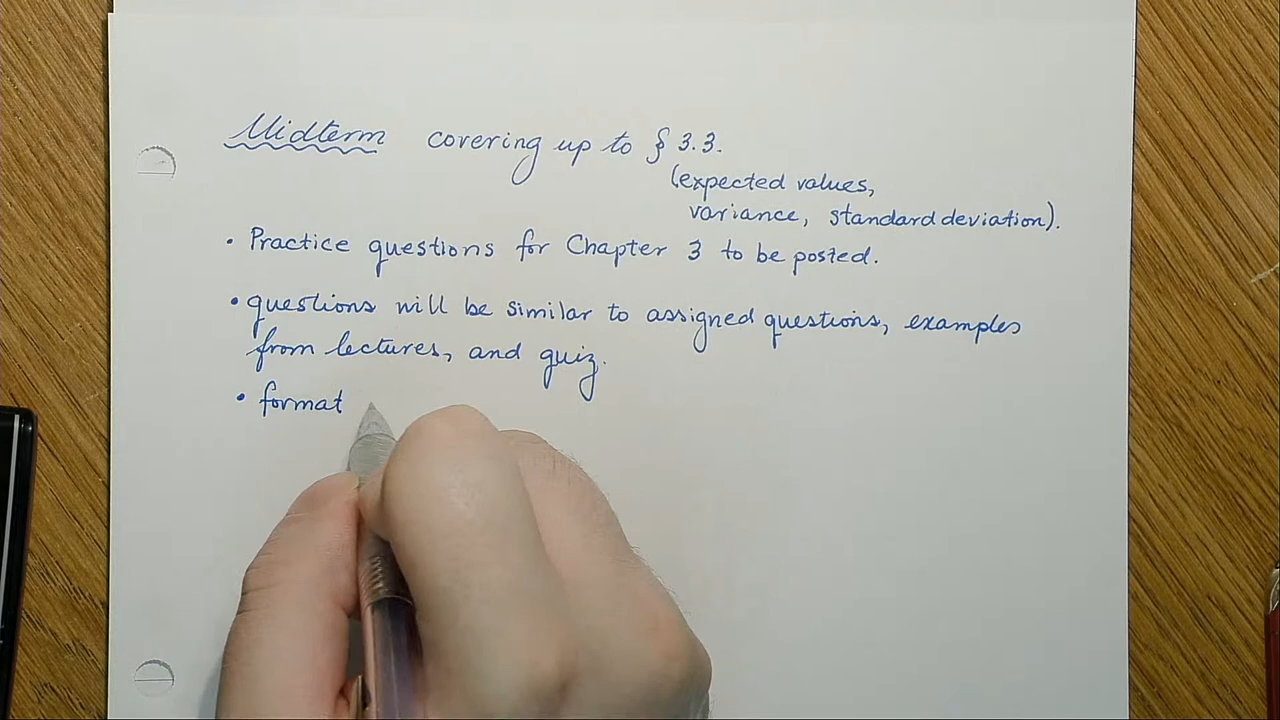 Midterm covering up to § 3.3.
(expected values,
variance, standard deviation).
• Practice questions for Chapter 3 to be posted.
• questions will be similar to assigned questions, examples
from lectures, and quiz.
• format